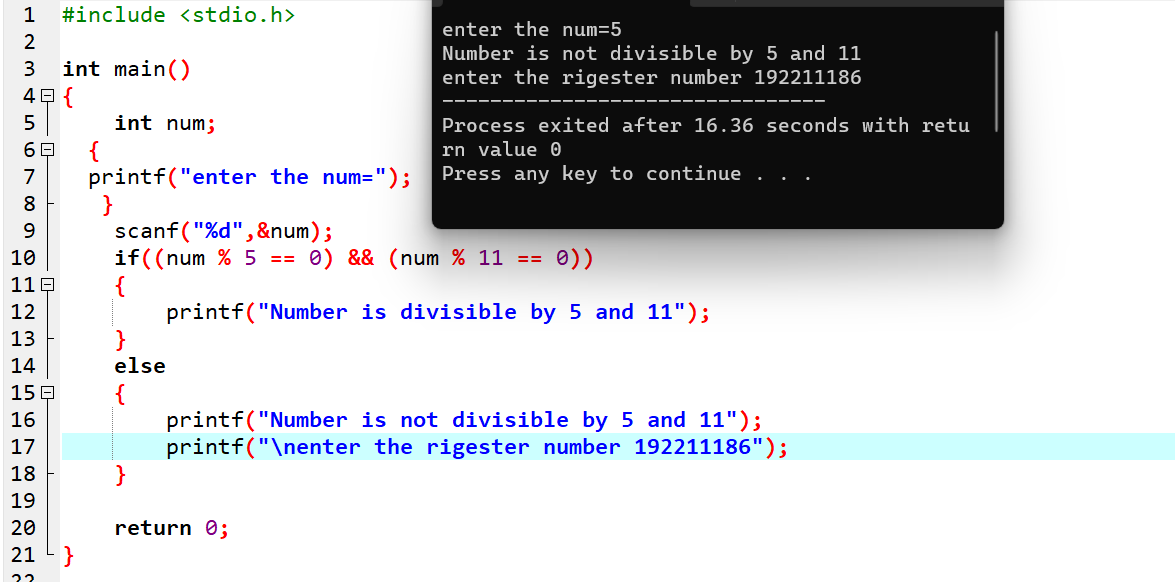 1 #include <stdio.h>
2
3 int main()
4 {
5     int num;
6   {
7  printf("enter the num=");
8   }
9     scanf("%d",&num);
10     if((num % 5 == 0) && (num % 11 == 0))
11     {
12         printf("Number is divisible by 5 and 11");
13     }
14     else
15     {
16         printf("Number is not divisible by 5 and 11");
17         printf("\nenter the rigester number 192211186");
18     }
19
20     return 0;
21 }
22
enter the num=5
Number is not divisible by 5 and 11
enter the rigester number 192211186
--------------------------------
Process exited after 16.36 seconds with retu
rn value 0
Press any key to continue . . .